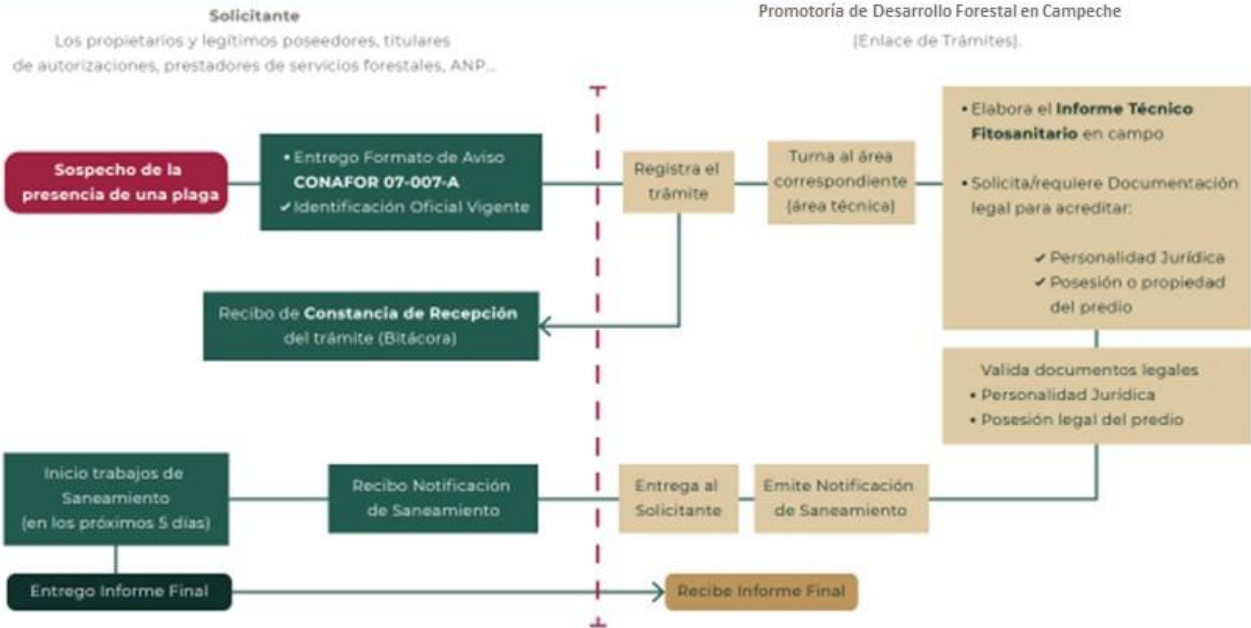 Solicitante
Los propietarios y legítimos poseedores, titulares
de autorizaciones, prestadores de servicios forestales, ANP...
Promotoría de Desarrollo Forestal en Campeche
(Enlace de Trámites).
Sospecho de la
presencia de una plaga
• Entrego Formato de Aviso
CONAFOR 07-007-A
✓ Identificación Oficial Vigente
Registra el
trámite
Turna al área
correspondiente
(área técnica)
• Elabora el Informe Técnico
Fitosanitario en campo
• Solicita/requiere Documentación
legal para acreditar:
✓ Personalidad Jurídica
✓ Posesión o propiedad
del predio
Recibo de Constancia de Recepción
del trámite (Bitácora)
Valida documentos legales
• Personalidad Jurídica
• Posesión legal del predio
Inicio trabajos de
Saneamiento
(en los próximos 5 días)
Recibo Notificación
de Saneamiento
Entrega al
Solicitante
Emite Notificación
de Saneamiento
Entrego Informe Final
Recibe Informe Final